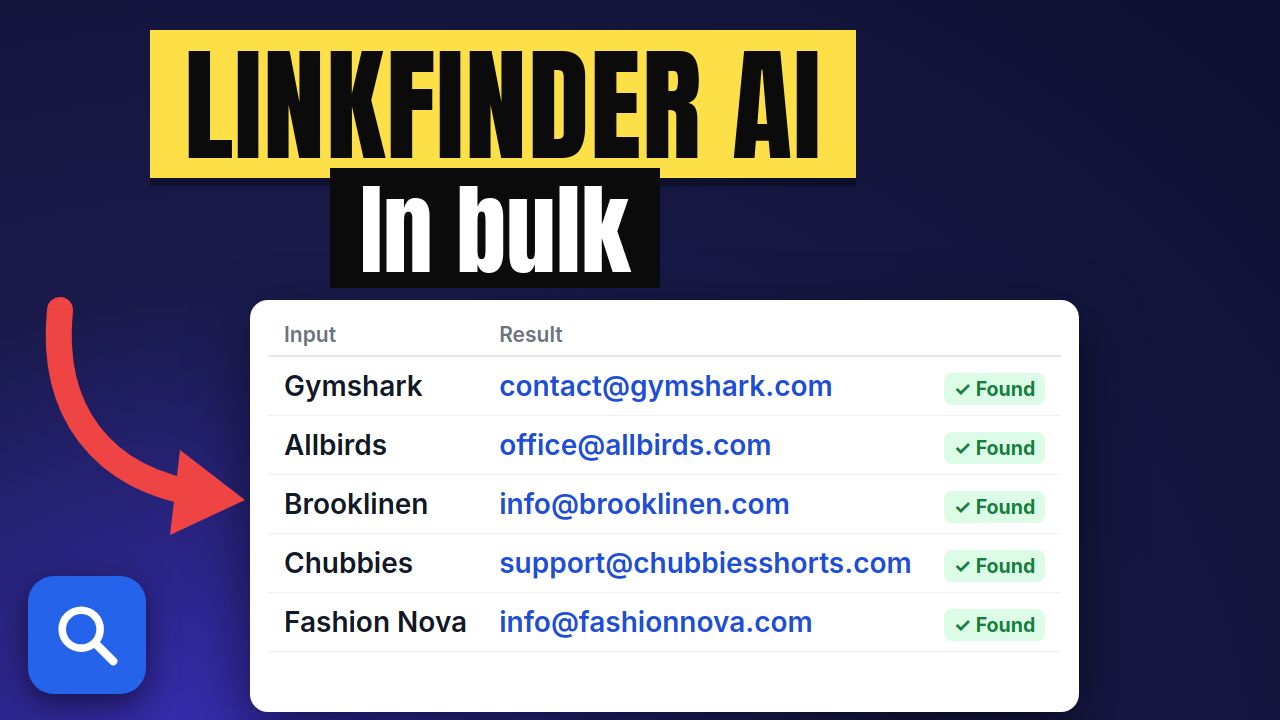 LINKFINDER AI
In bulk
Input Result
Gymshark contact@gymshark.com Found
Allbirds office@allbirds.com Found
Brooklinen info@brooklinen.com Found
Chubbies support@chubbiesshorts.com Found
Fashion Nova info@fashionnova.com Found